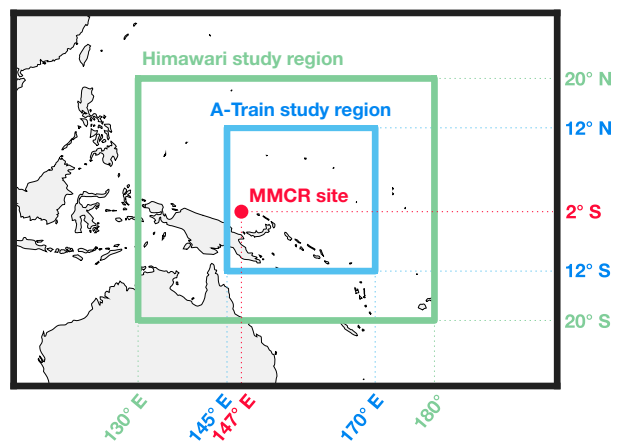 Himawari study region
20° N
A-Train study region
12° N
MMCR site
2° S
12° S
20° S
130° E
145° E
147° E
170° E
180°